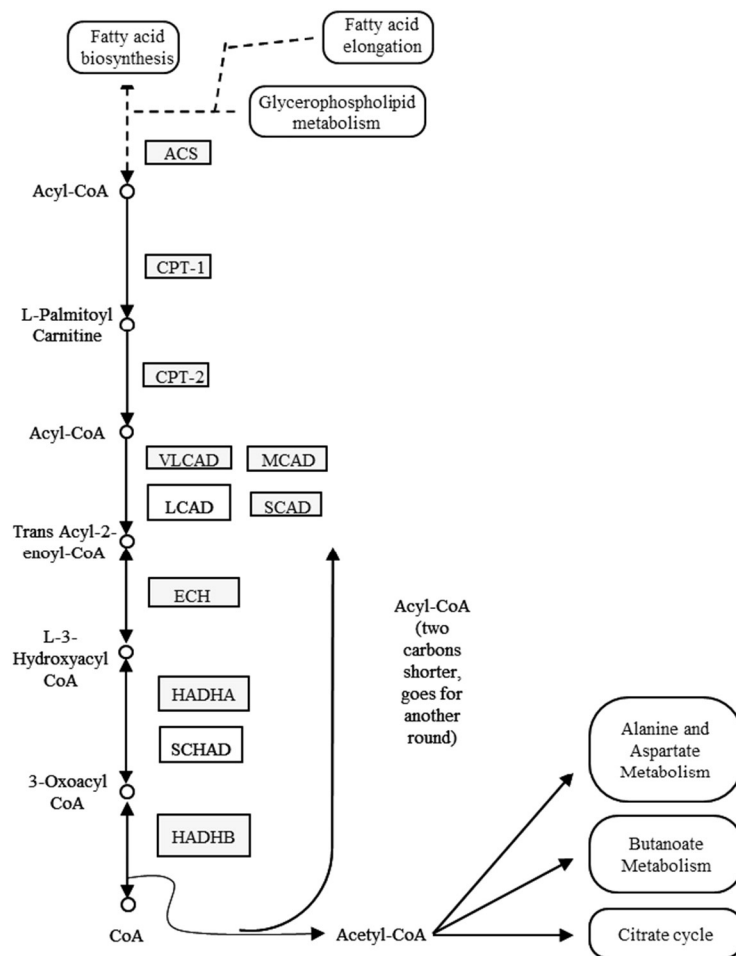 Fatty acid
biosynthesis
Fatty acid
elongation
Glycerophospholipid
metabolism
ACS
Acyl-CoA
CPT-1
L-Palmitoyl
Carnitine
CPT-2
Acyl-CoA
VLCAD MCAD
LCAD SCAD
Trans Acyl-2-
enoyl-CoA
ECH
Acyl-CoA
(two
carbons
shorter,
goes for
another
round)
L-3-
Hydroxyacyl
CoA
HADHA
SCHAD
3-Oxoacyl
CoA
HADHB
CoA
Acetyl-CoA
Alanine and
Aspartate
Metabolism
Butanoate
Metabolism
Citrate cycle